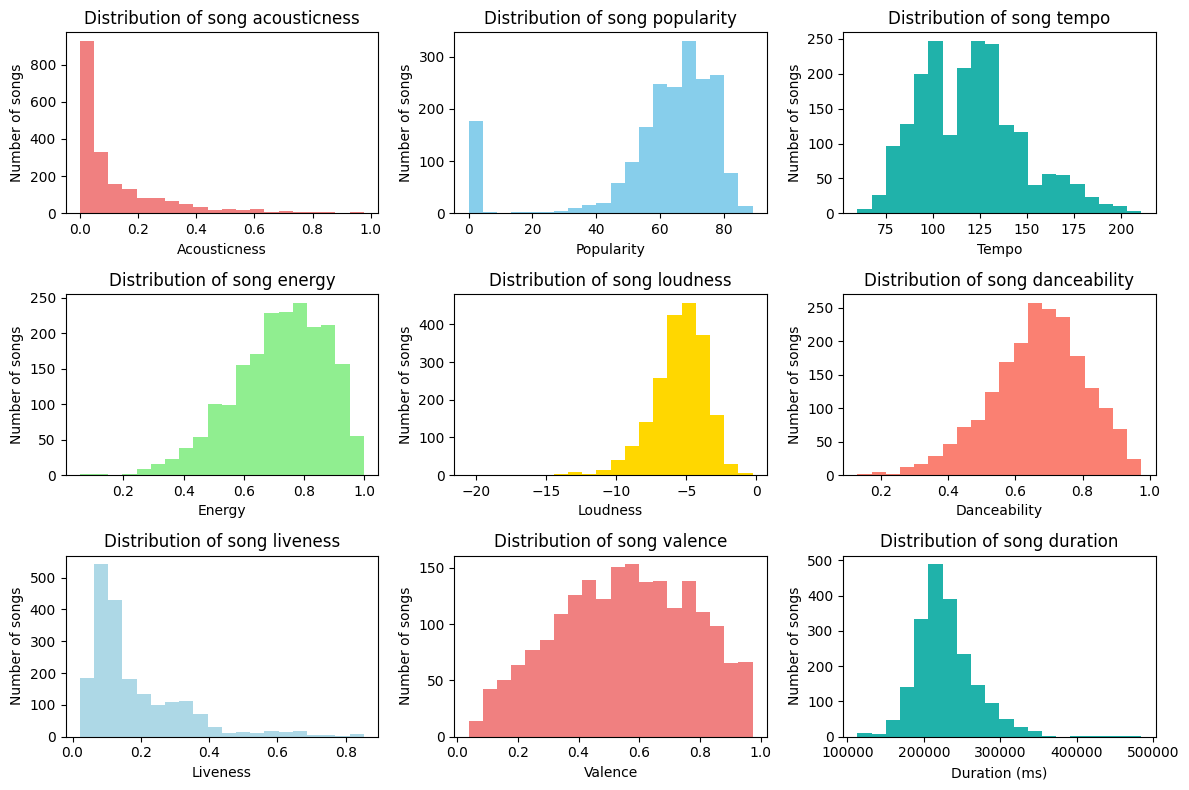 Distribution of song acousticness
Number of songs
800
600
400
200
0
0.0 0.2 0.4 0.6 0.8 1.0
Acousticness
Distribution of song popularity
Number of songs
300
200
100
0
0 20 40 60 80
Popularity
Distribution of song tempo
Number of songs
250
200
150
100
50
0
75 100 125 150 175 200
Tempo
Distribution of song energy
Number of songs
250
200
150
100
50
0
0.2 0.4 0.6 0.8 1.0
Energy
Distribution of song loudness
Number of songs
400
300
200
100
0
−20 −15 −10 −5 0
Loudness
Distribution of song danceability
Number of songs
250
200
150
100
50
0
0.2 0.4 0.6 0.8 1.0
Danceability
Distribution of song liveness
Number of songs
500
400
300
200
100
0
0.0 0.2 0.4 0.6 0.8
Liveness
Distribution of song valence
Number of songs
150
100
50
0
0.0 0.2 0.4 0.6 0.8 1.0
Valence
Distribution of song duration
Number of songs
500
400
300
200
100
0
100000 200000 300000 400000 500000
Duration (ms)